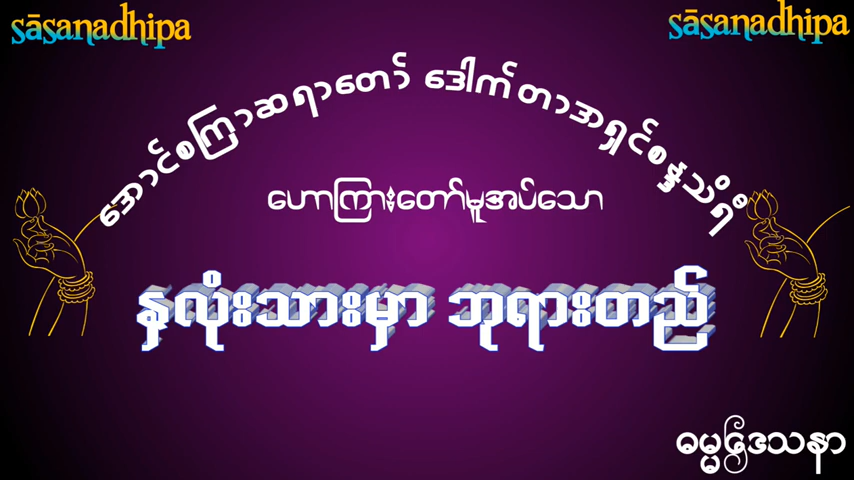 sāsanadhipa
sāsanadhipa
အောင်စကြာဆရာတော် ဒေါက်တာအရှင်စန္ဒသီရီ
ဟောကြားတော်မူအပ်သော
နှလုံးသားမှာ ဘုရားတည်
ဓမ္မဒေသနာ